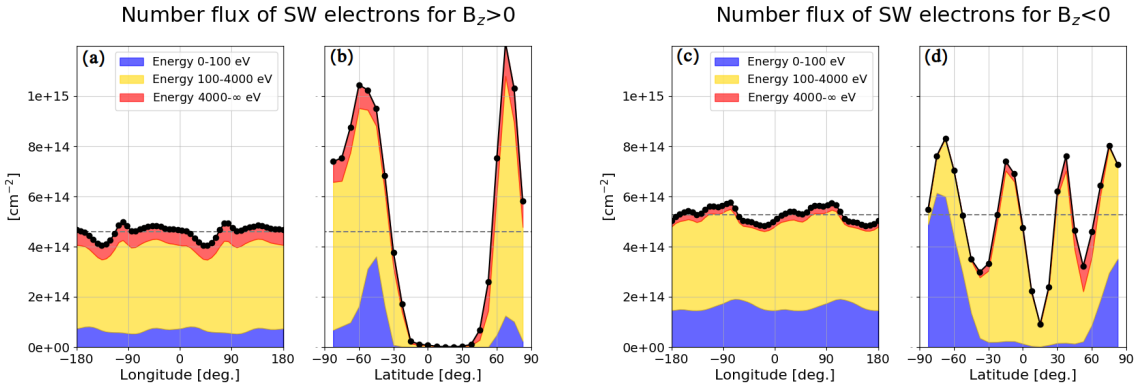 Number flux of SW electrons for B_z>0
Number flux of SW electrons for B_z<0
(a)
Energy 0-100 eV
Energy 100-4000 eV
Energy 4000-∞ eV
(b)
(c)
Energy 0-100 eV
Energy 100-4000 eV
Energy 4000-∞ eV
(d)
[cm⁻²]
1e+15
8e+14
6e+14
4e+14
2e+14
0e+00
−180 −90 0 90 180
Longitude [deg.]
−90 −60 −30 0 30 60 90
Latitude [deg.]
[cm⁻²]
1e+15
8e+14
6e+14
4e+14
2e+14
0e+00
−180 −90 0 90 180
Longitude [deg.]
−90 −60 −30 0 30 60 90
Latitude [deg.]